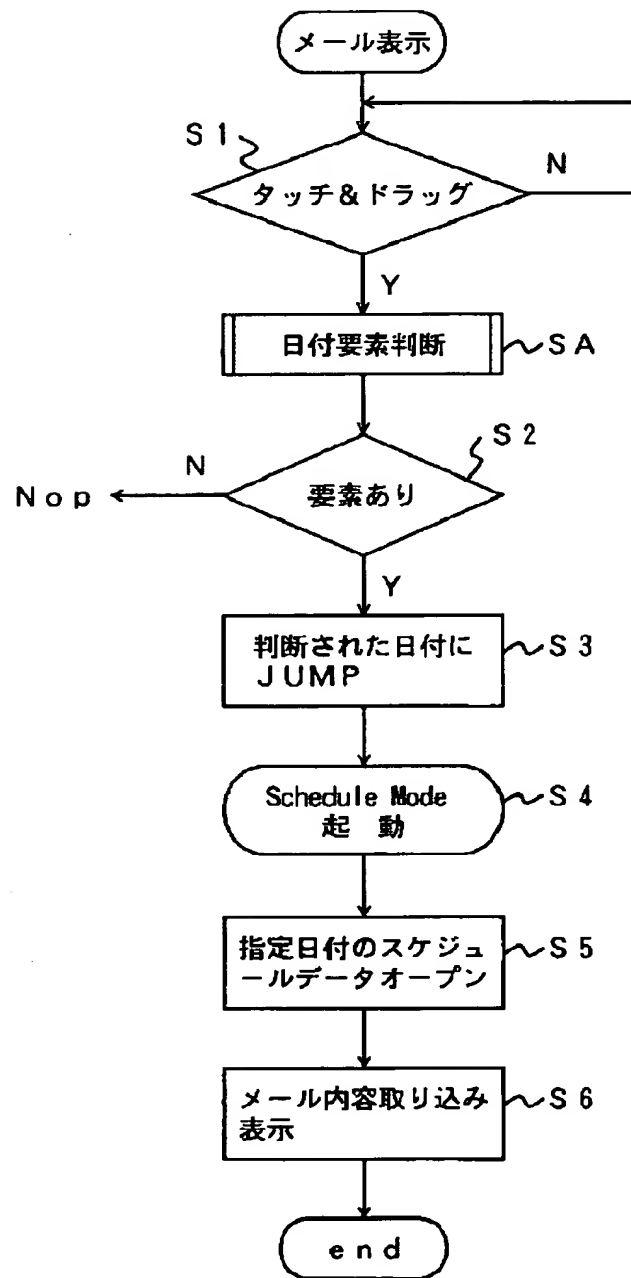 メール表示
S1
タッチ&ドラッグ
N
Y
日付要素判断
SA
S2
N
Nop
要素あり
Y
判断された日付に
JUMP
S3
Schedule Mode
起 動
S4
指定日付のスケジュ
ールデータオープン
S5
メール内容取り込み
表示
S6
end